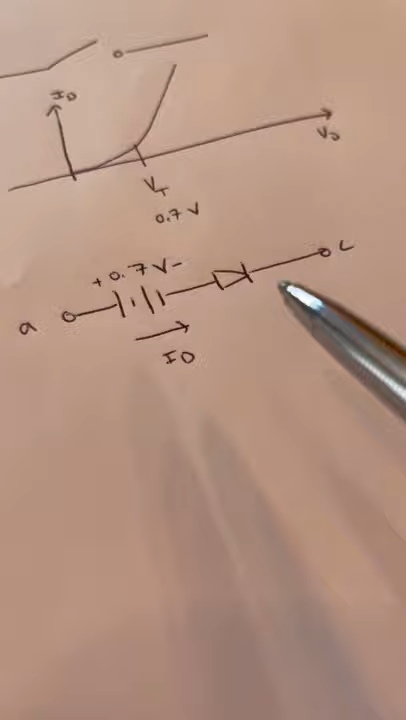 ID
VD
VT
0.7 V
+ 0.7 V -
a
C
ID